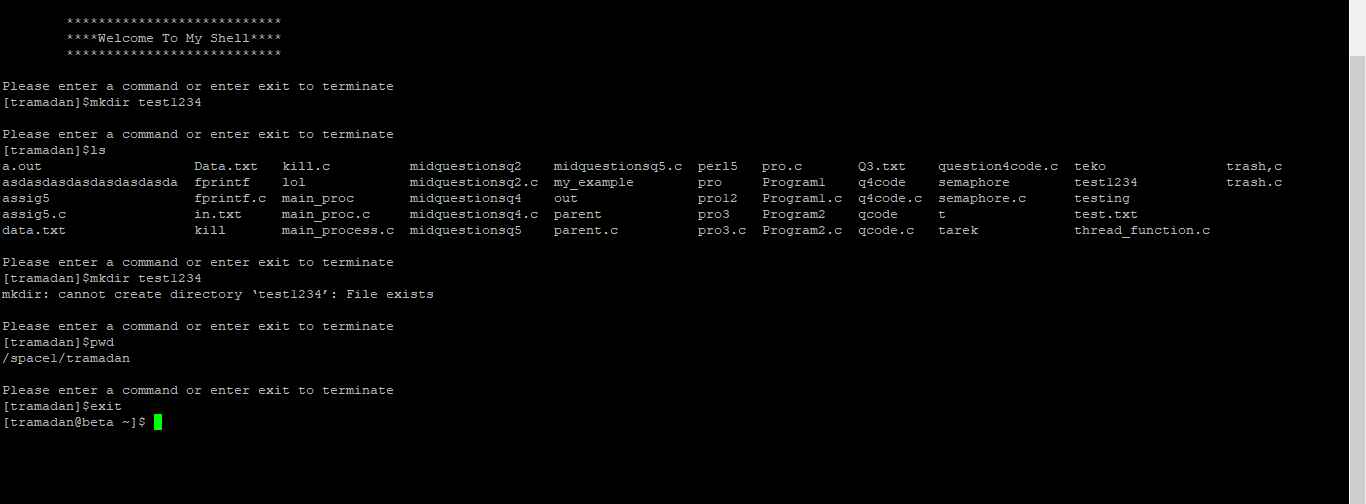 ***************************
****Welcome To My Shell****
***************************
Please enter a command or enter exit to terminate
[tramadan]$mkdir test1234
Please enter a command or enter exit to terminate
[tramadan]$ls
a.out Data.txt kill.c midquestionsq2 midquestionsq5.c perl5 pro.c Q3.txt question4code.c teko trash,c
asdasdasdasdasdasdasda fprintf lol midquestionsq2.c my_example pro Program1 q4code semaphore test1234 trash.c
assig5 fprintf.c main_proc midquestionsq4 out pro12 Program1.c q4code.c semaphore.c testing
assig5.c in.txt main_proc.c midquestionsq4.c parent pro3 Program2 qcode t test.txt
data.txt kill main_process.c midquestionsq5 parent.c pro3.c Program2.c qcode.c tarek thread_function.c
Please enter a command or enter exit to terminate
[tramadan]$mkdir test1234
mkdir: cannot create directory ‘test1234’: File exists
Please enter a command or enter exit to terminate
[tramadan]$pwd
/space1/tramadan
Please enter a command or enter exit to terminate
[tramadan]$exit
[tramadan@beta ~]$